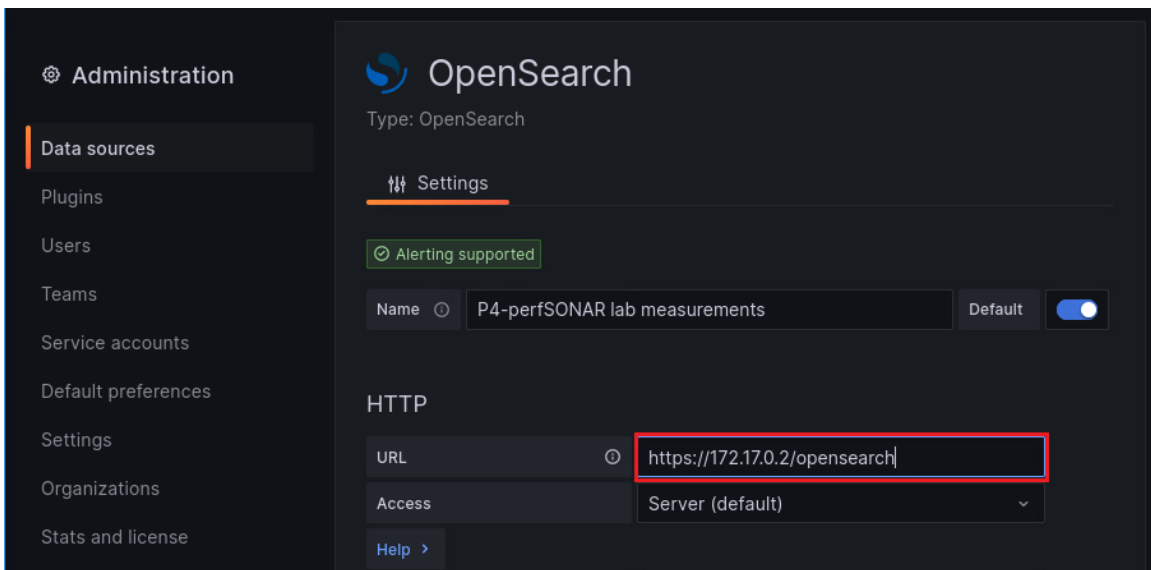 Administration
Data sources
Plugins
Users
Teams
Service accounts
Default preferences
Settings
Organizations
Stats and license
OpenSearch
Type: OpenSearch
Settings
Alerting supported
Name P4-perfSONAR lab measurements Default
HTTP
URL https://172.17.0.2/opensearch
Access Server (default)
Help >